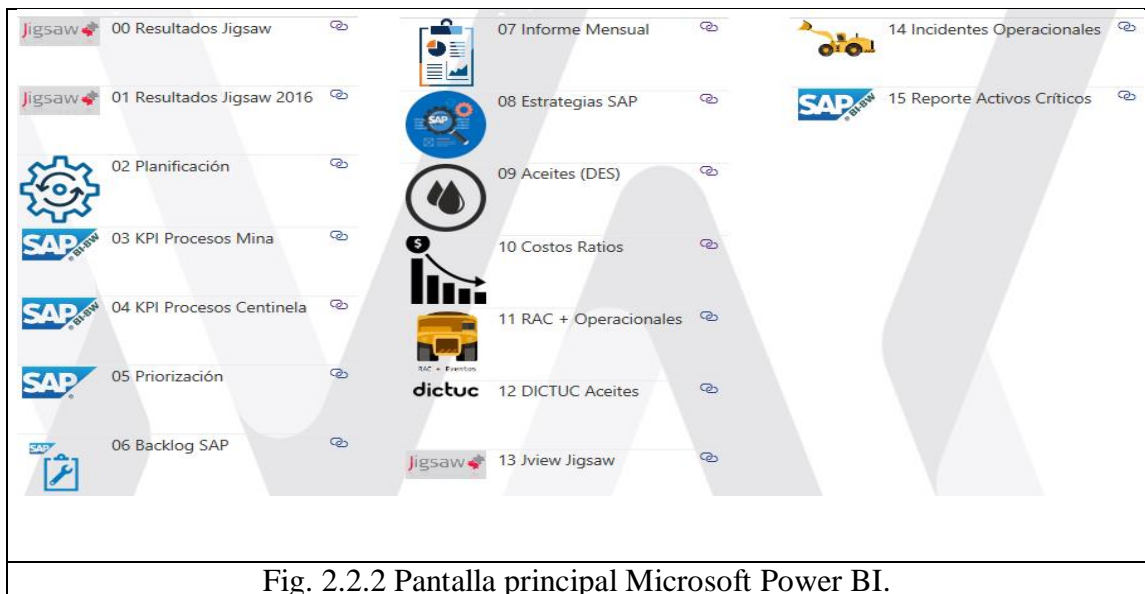 Jigsaw 00 Resultados Jigsaw
Jigsaw 01 Resultados Jigsaw 2016
02 Planificación
SAP BI-BW 03 KPI Procesos Mina
SAP BI-BW 04 KPI Procesos Centinela
SAP 05 Priorización
SAP 06 Backlog SAP
07 Informe Mensual
SAP 08 Estrategias SAP
09 Aceites (DES)
$ 10 Costos Ratios
11 RAC + Operacionales
RAC + Eventos
dictuc 12 DICTUC Aceites
Jigsaw 13 Jview Jigsaw
14 Incidentes Operacionales
SAP BI-BW 15 Reporte Activos Críticos
Fig. 2.2.2 Pantalla principal Microsoft Power BI.